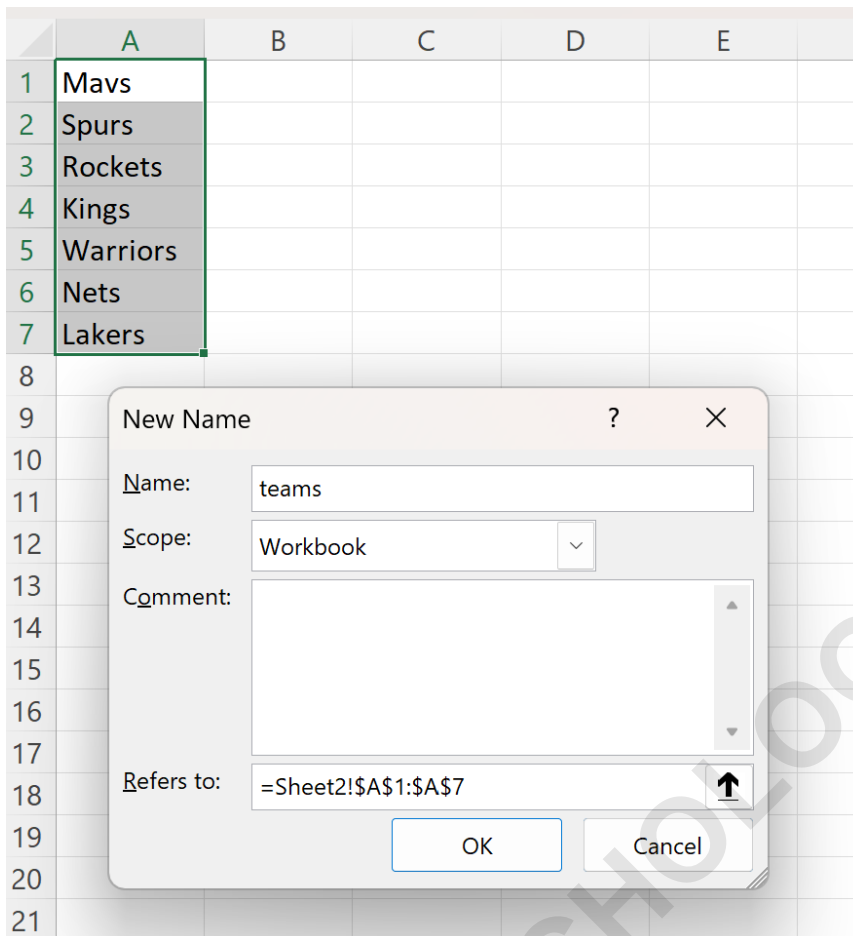 A B C D E
1 Mavs
2 Spurs
3 Rockets
4 Kings
5 Warriors
6 Nets
7 Lakers
8
9
10
11
12
13
14
15
16
17
18
19
20
21
New Name ? ×
Name: teams
Scope: Workbook
Comment:
Refers to: =Sheet2!$A$1:$A$7
OK Cancel